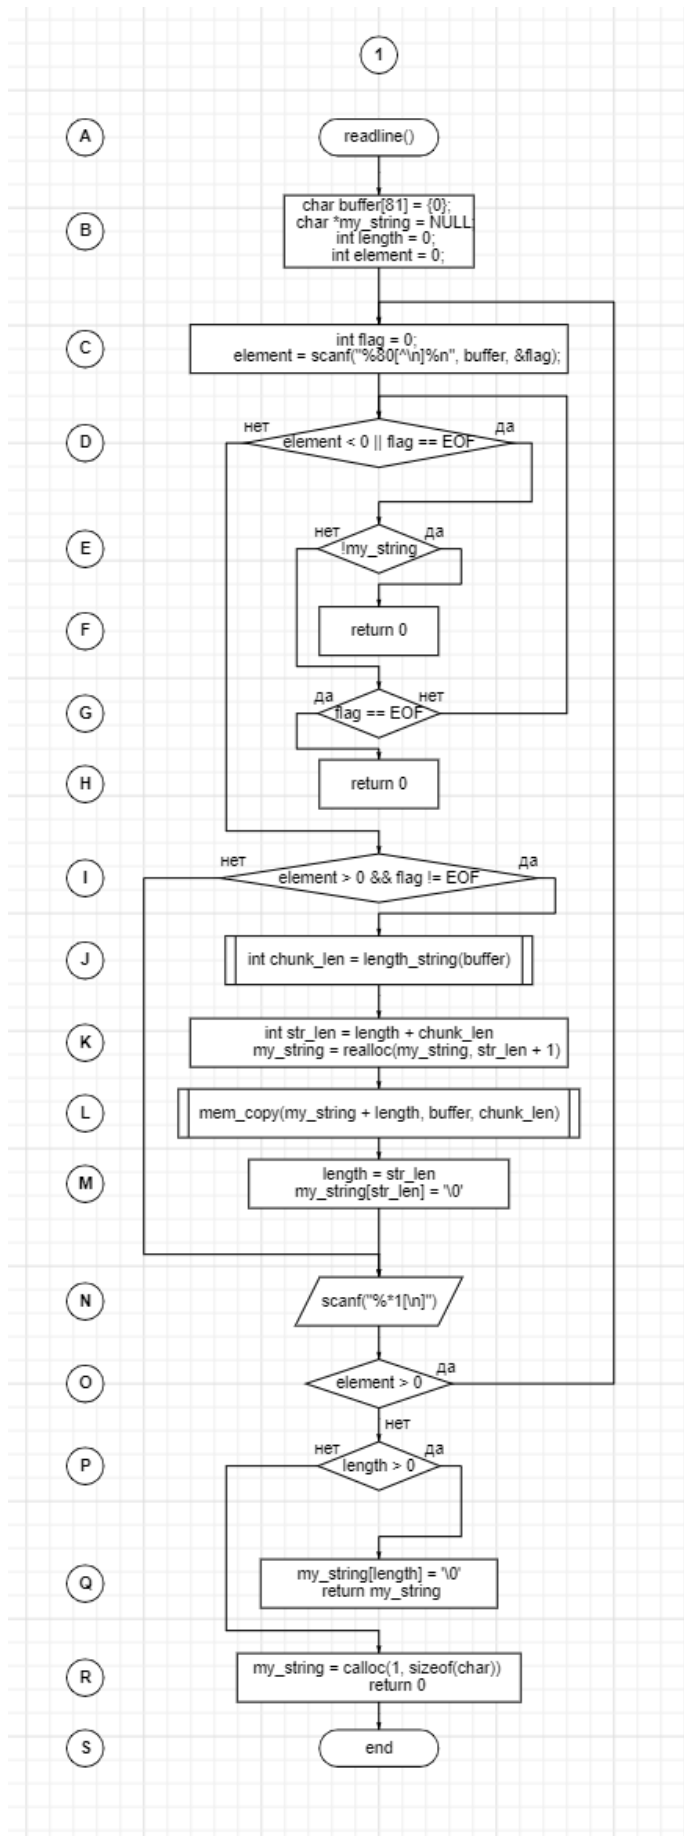 1
A
readline()
B
char buffer[81] = {0};
char *my_string = NULL;
int length = 0;
int element = 0;
C
int flag = 0;
element = scanf("%80[^\n]%n", buffer, &flag);
D
нет
да
element < 0 || flag == EOF
E
нет
да
!my_string
F
return 0
G
да
нет
flag == EOF
H
return 0
I
нет
да
element > 0 && flag != EOF
J
int chunk_len = length_string(buffer)
K
int str_len = length + chunk_len
my_string = realloc(my_string, str_len + 1)
L
mem_copy(my_string + length, buffer, chunk_len)
M
length = str_len
my_string[str_len] = '\0'
N
scanf("%*1[\n]")
O
element > 0
да
нет
P
нет
да
length > 0
Q
my_string[length] = '\0'
return my_string
R
my_string = calloc(1, sizeof(char))
return 0
S
end